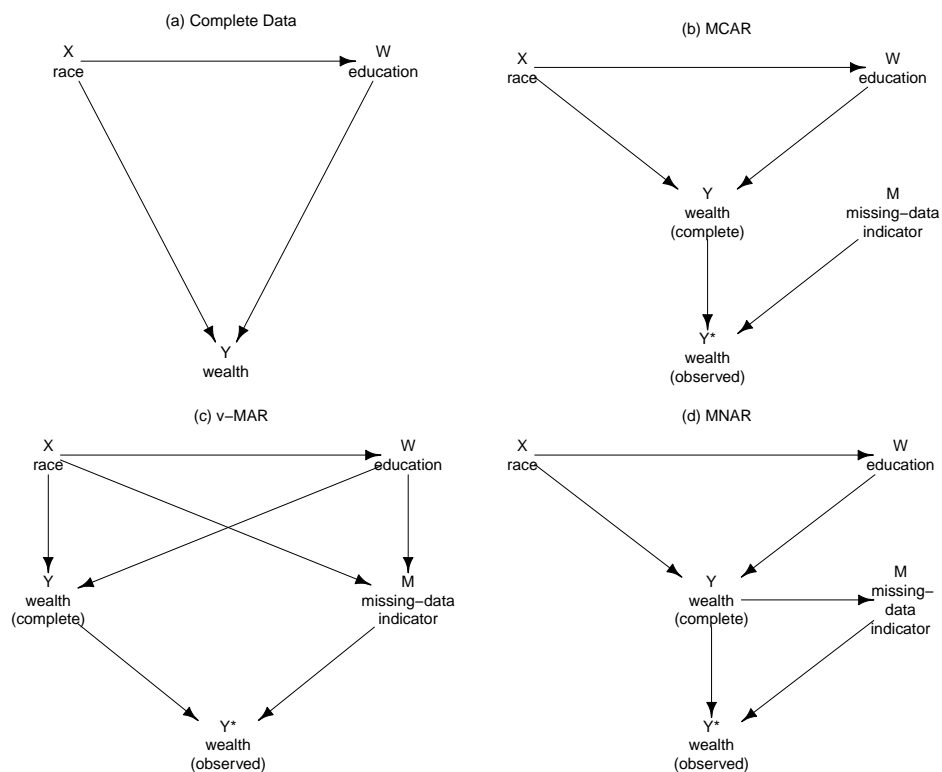 (a) Complete Data
X
race
W
education
Y
wealth
(b) MCAR
X
race
W
education
Y
wealth
(complete)
M
missing−data
indicator
Y*
wealth
(observed)
(c) v−MAR
X
race
W
education
Y
wealth
(complete)
M
missing−data
indicator
Y*
wealth
(observed)
(d) MNAR
X
race
W
education
Y
wealth
(complete)
M
missing−
data
indicator
Y*
wealth
(observed)